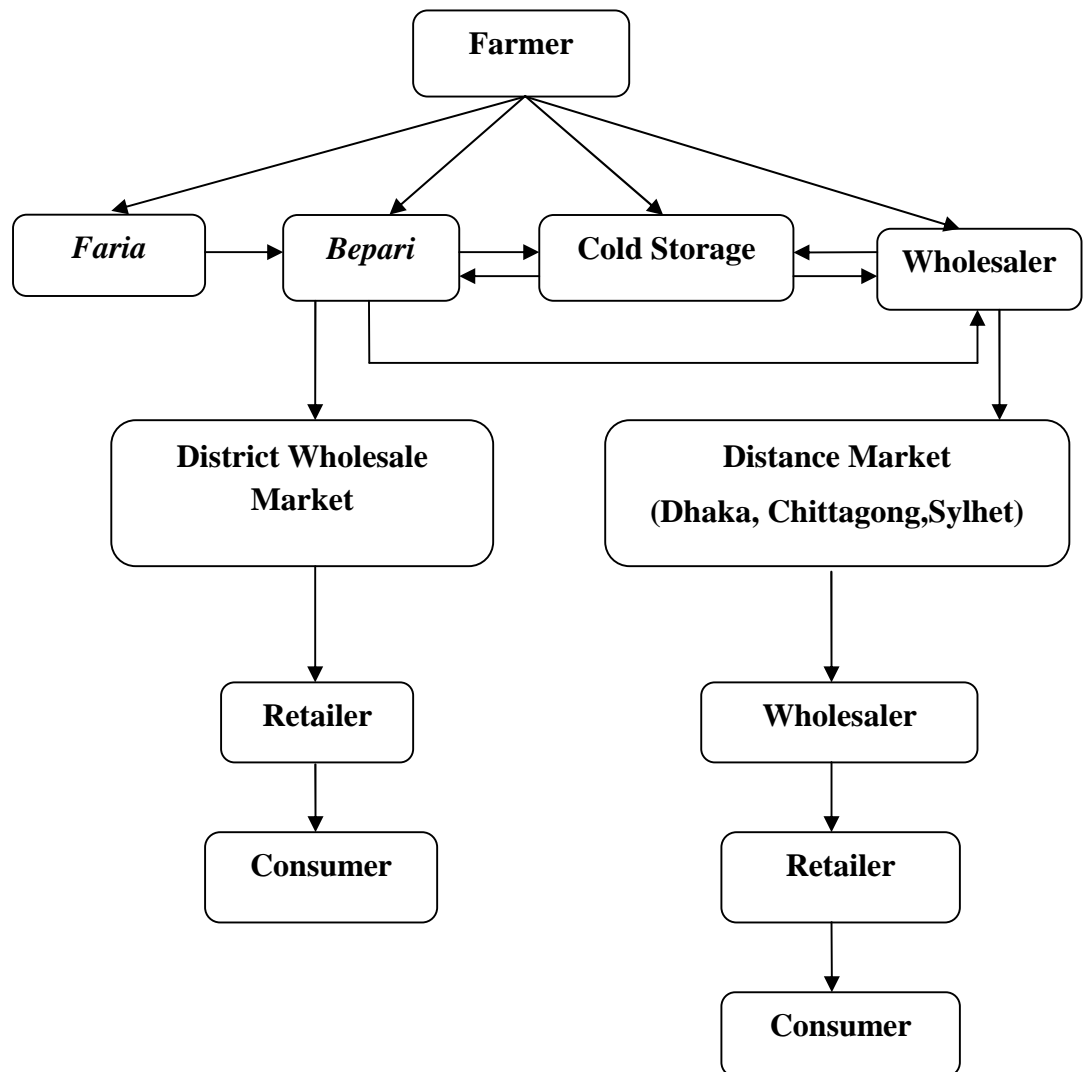 Farmer
Faria
Bepari
Cold Storage
Wholesaler
District Wholesale
Market
Distance Market
(Dhaka, Chittagong,Sylhet)
Retailer
Wholesaler
Consumer
Retailer
Consumer